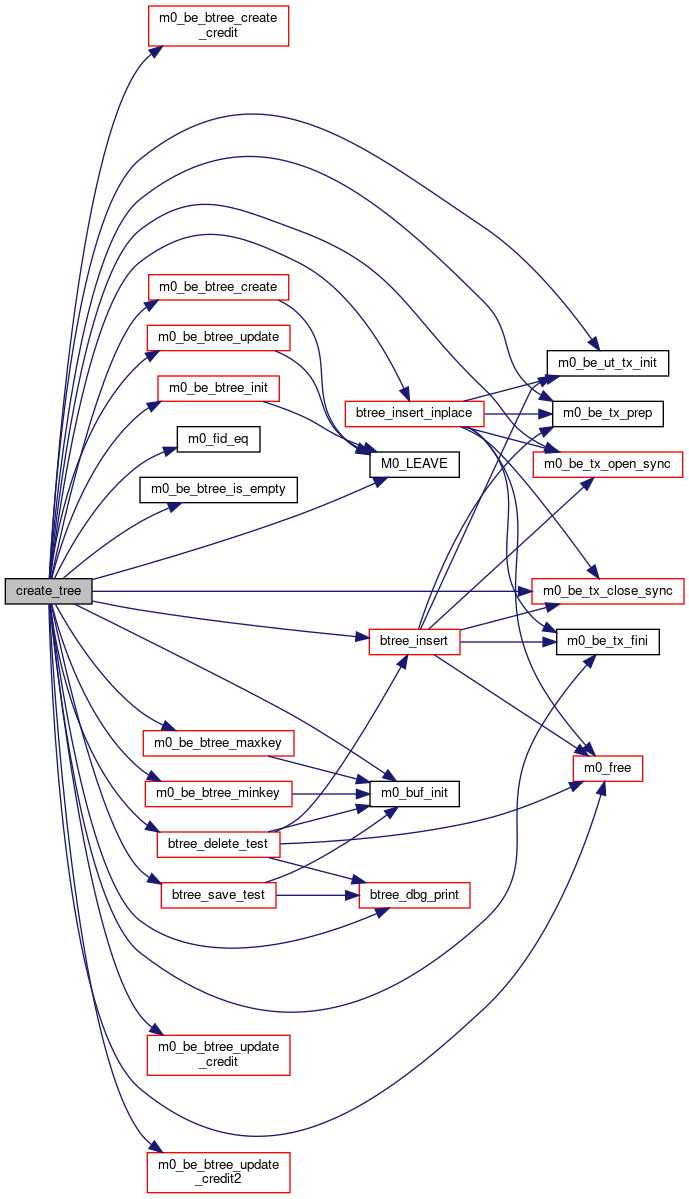 m0_be_btree_create
_credit
m0_be_btree_create
m0_be_btree_update
m0_be_ut_tx_init
m0_be_btree_init
btree_insert_inplace
m0_be_tx_prep
m0_fid_eq
M0_LEAVE
m0_be_tx_open_sync
m0_be_btree_is_empty
create_tree
m0_be_tx_close_sync
btree_insert
m0_be_tx_fini
m0_be_btree_maxkey
m0_free
m0_be_btree_minkey
m0_buf_init
btree_delete_test
btree_save_test
btree_dbg_print
m0_be_btree_update
_credit
m0_be_btree_update
_credit2